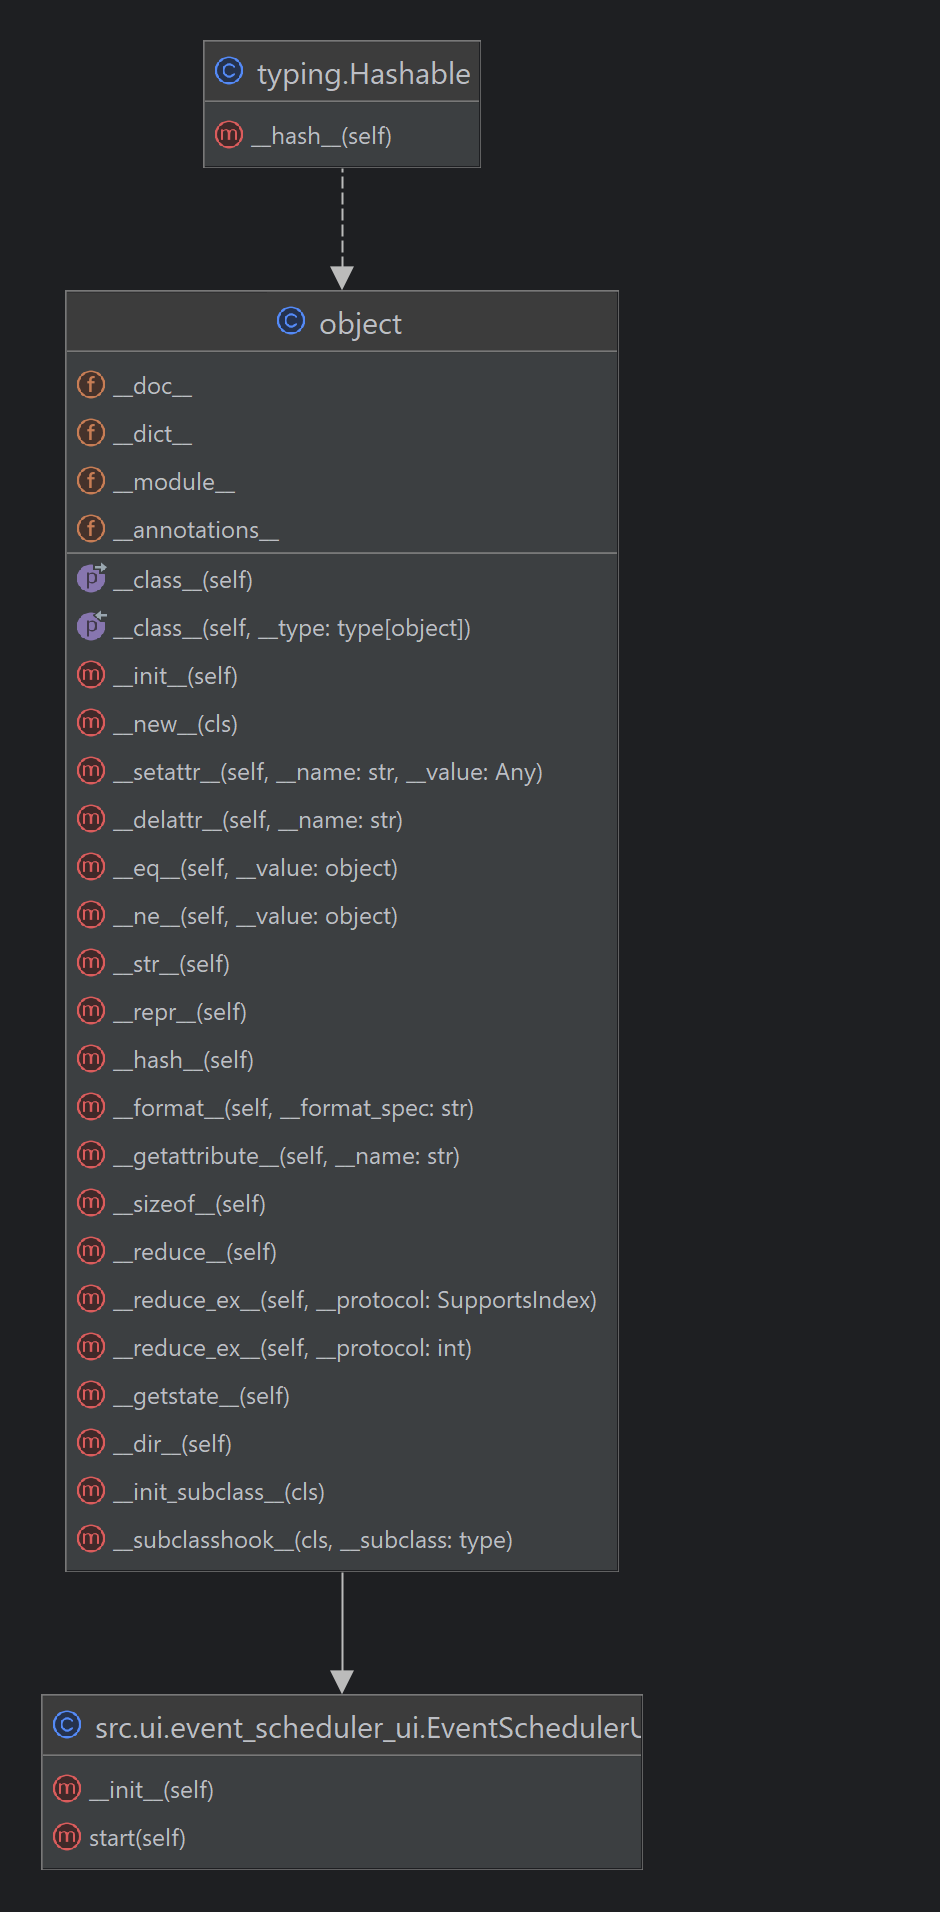 C typing.Hashable
m __hash__(self)
C object
f __doc__
f __dict__
f __module__
f __annotations__
p __class__(self)
p __class__(self, __type: type[object])
m __init__(self)
m __new__(cls)
m __setattr__(self, __name: str, __value: Any)
m __delattr__(self, __name: str)
m __eq__(self, __value: object)
m __ne__(self, __value: object)
m __str__(self)
m __repr__(self)
m __hash__(self)
m __format__(self, __format_spec: str)
m __getattribute__(self, __name: str)
m __sizeof__(self)
m __reduce__(self)
m __reduce_ex__(self, __protocol: SupportsIndex)
m __reduce_ex__(self, __protocol: int)
m __getstate__(self)
m __dir__(self)
m __init_subclass__(cls)
m __subclasshook__(cls, __subclass: type)
C src.ui.event_scheduler_ui.EventSchedulerU
m __init__(self)
m start(self)